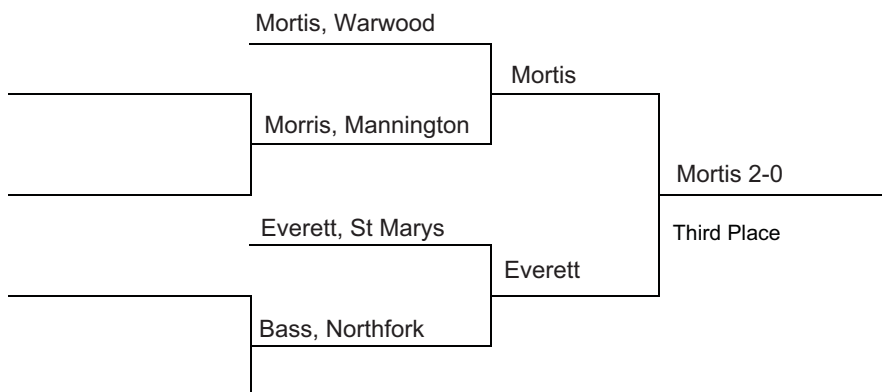 Mortis, Warwood
Mortis
Morris, Mannington
Mortis 2-0
Everett, St Marys
Third Place
Everett
Bass, Northfork